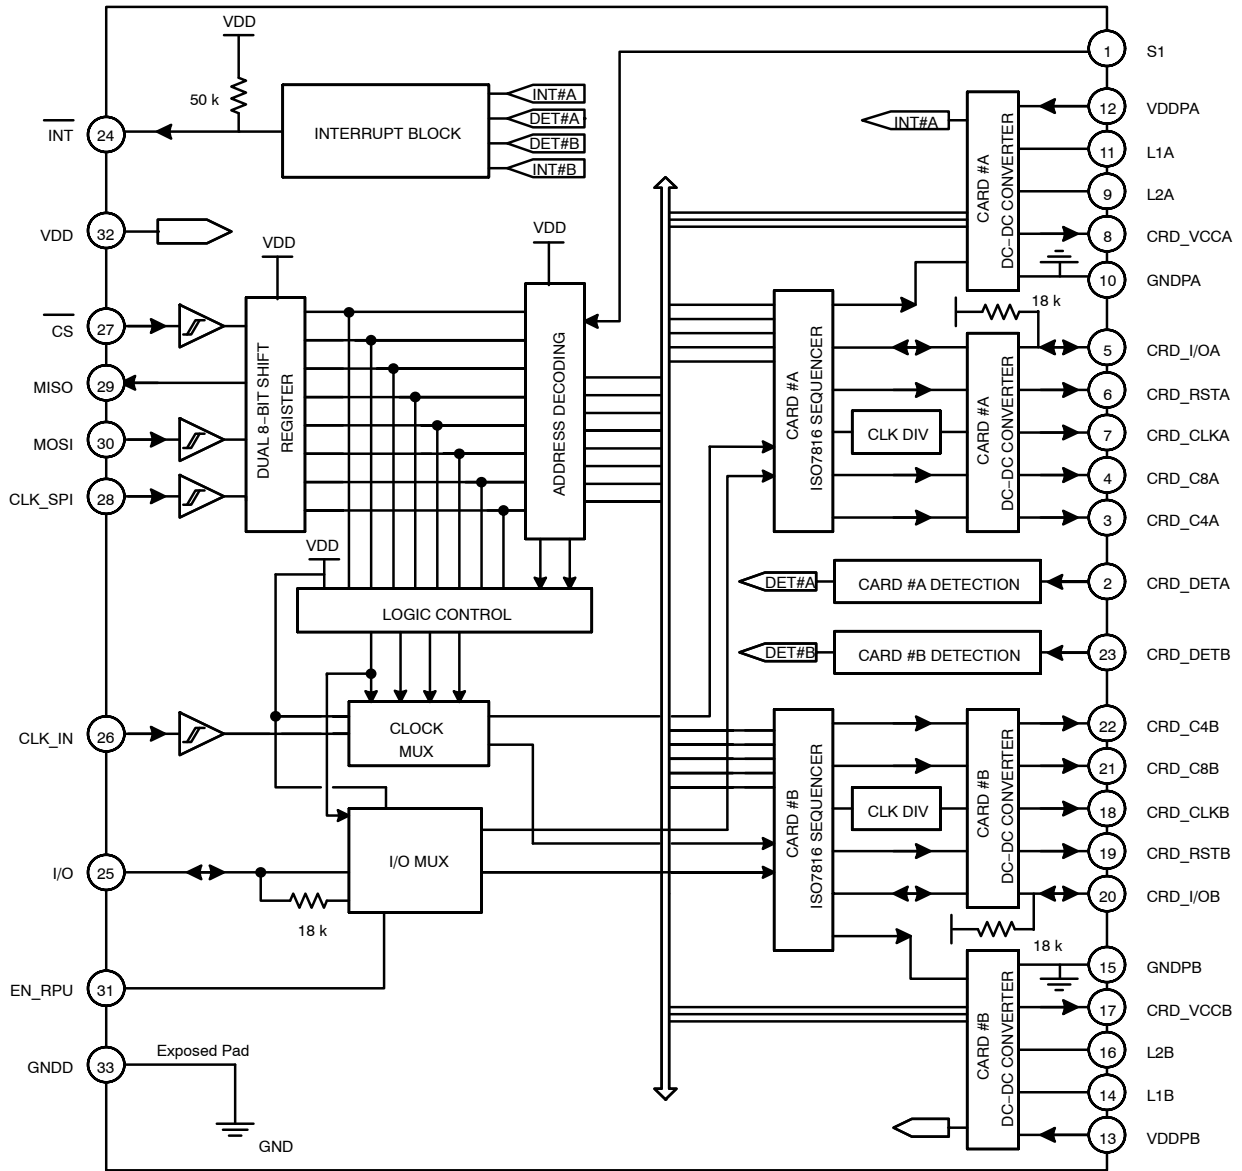 VDD
50 k
INT
24
INTERRUPT BLOCK
INT#A
DET#A
DET#B
INT#B
VDD
32
VDD
VDD
CS
27
MISO
29
MOSI
30
CLK_SPI
28
DUAL 8−BIT SHIFT
REGISTER
ADDRESS DECODING
VDD
LOGIC CONTROL
CLK_IN
26
CLOCK
MUX
I/O
25
I/O MUX
18 k
EN_RPU
31
GNDD
33
Exposed Pad
GND
1
S1
INT#A
CARD #A
DC−DC CONVERTER
12
VDDPA
11
L1A
9
L2A
8
CRD_VCCA
10
GNDPA
18 k
CARD #A
ISO7816 SEQUENCER
CLK DIV
CARD #A
DC−DC CONVERTER
5
CRD_I/OA
6
CRD_RSTA
7
CRD_CLKA
4
CRD_C8A
3
CRD_C4A
DET#A
CARD #A DETECTION
2
CRD_DETA
DET#B
CARD #B DETECTION
23
CRD_DETB
CARD #B
ISO7816 SEQUENCER
CLK DIV
CARD #B
DC−DC CONVERTER
22
CRD_C4B
21
CRD_C8B
18
CRD_CLKB
19
CRD_RSTB
20
CRD_I/OB
18 k
CARD #B
DC−DC CONVERTER
15
GNDPB
17
CRD_VCCB
16
L2B
14
L1B
13
VDDPB